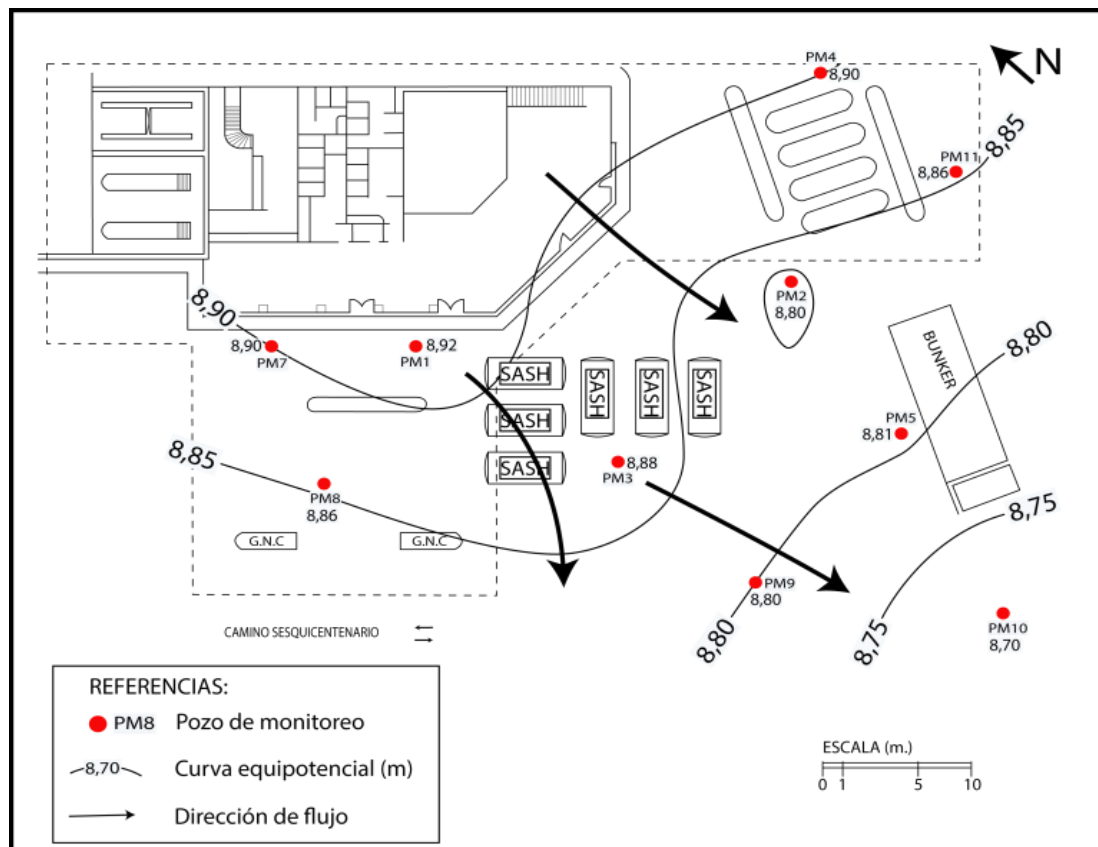 N
PM4
8,90
PM11
8,86
8,85
PM2
8,80
8,90
8,90
PM7
8,92
PM1
SASH
SASH
SASH
SASH
SASH
SASH
BUNKER
8,80
PM5
8,81
8,85
PM8
8,86
8,88
PM3
G.N.C
G.N.C
8,75
PM9
8,80
8,80
8,75
PM10
8,70
CAMINO SESQUICENTENARIO
REFERENCIAS:
PM8 Pozo de monitoreo
8,70 Curva equipotencial (m)
Dirección de flujo
ESCALA (m.)
0 1 5 10